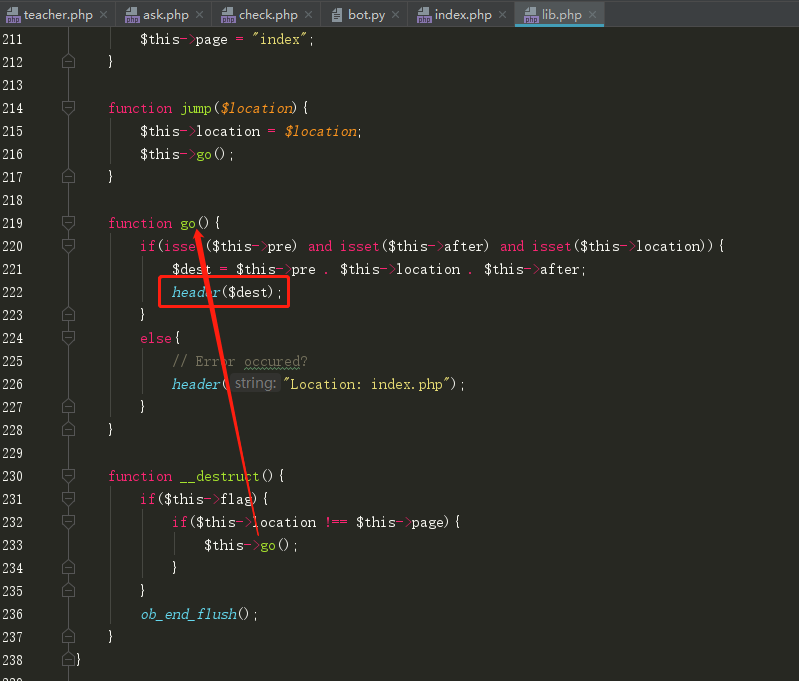 teacher.php ask.php check.php bot.py index.php lib.php
211 $this->page = "index";
212 }
213
214 function jump($location){
215 $this->location = $location;
216 $this->go();
217 }
218
219 function go(){
220 if(isset($this->pre) and isset($this->after) and isset($this->location)){
221 $dest = $this->pre . $this->location . $this->after;
222 header($dest);
223 }
224 else{
225 // Error occured?
226 header( string: "Location: index.php");
227 }
228 }
229
230 function __destruct(){
231 if($this->flag){
232 if($this->location !== $this->page){
233 $this->go();
234 }
235 }
236 ob_end_flush();
237 }
238 }